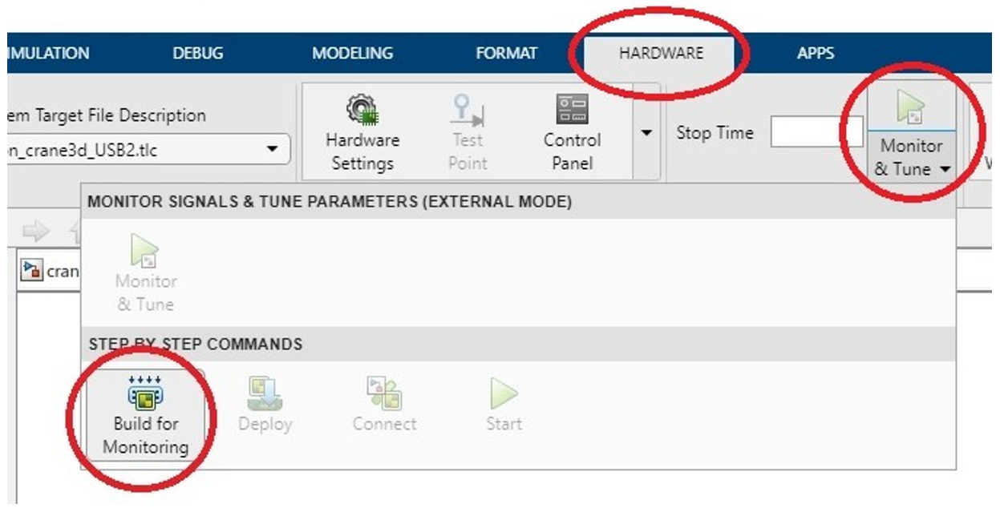 IMULATION DEBUG MODELING FORMAT HARDWARE APPS
em Target File Description
n_crane3d_USB2.tlc
Hardware
Settings
Test
Point
Control
Panel
Stop Time
Monitor
& Tune
MONITOR SIGNALS & TUNE PARAMETERS (EXTERNAL MODE)
cran
Monitor
& Tune
STEP BY STEP COMMANDS
Build for
Monitoring
Deploy
Connect
Start